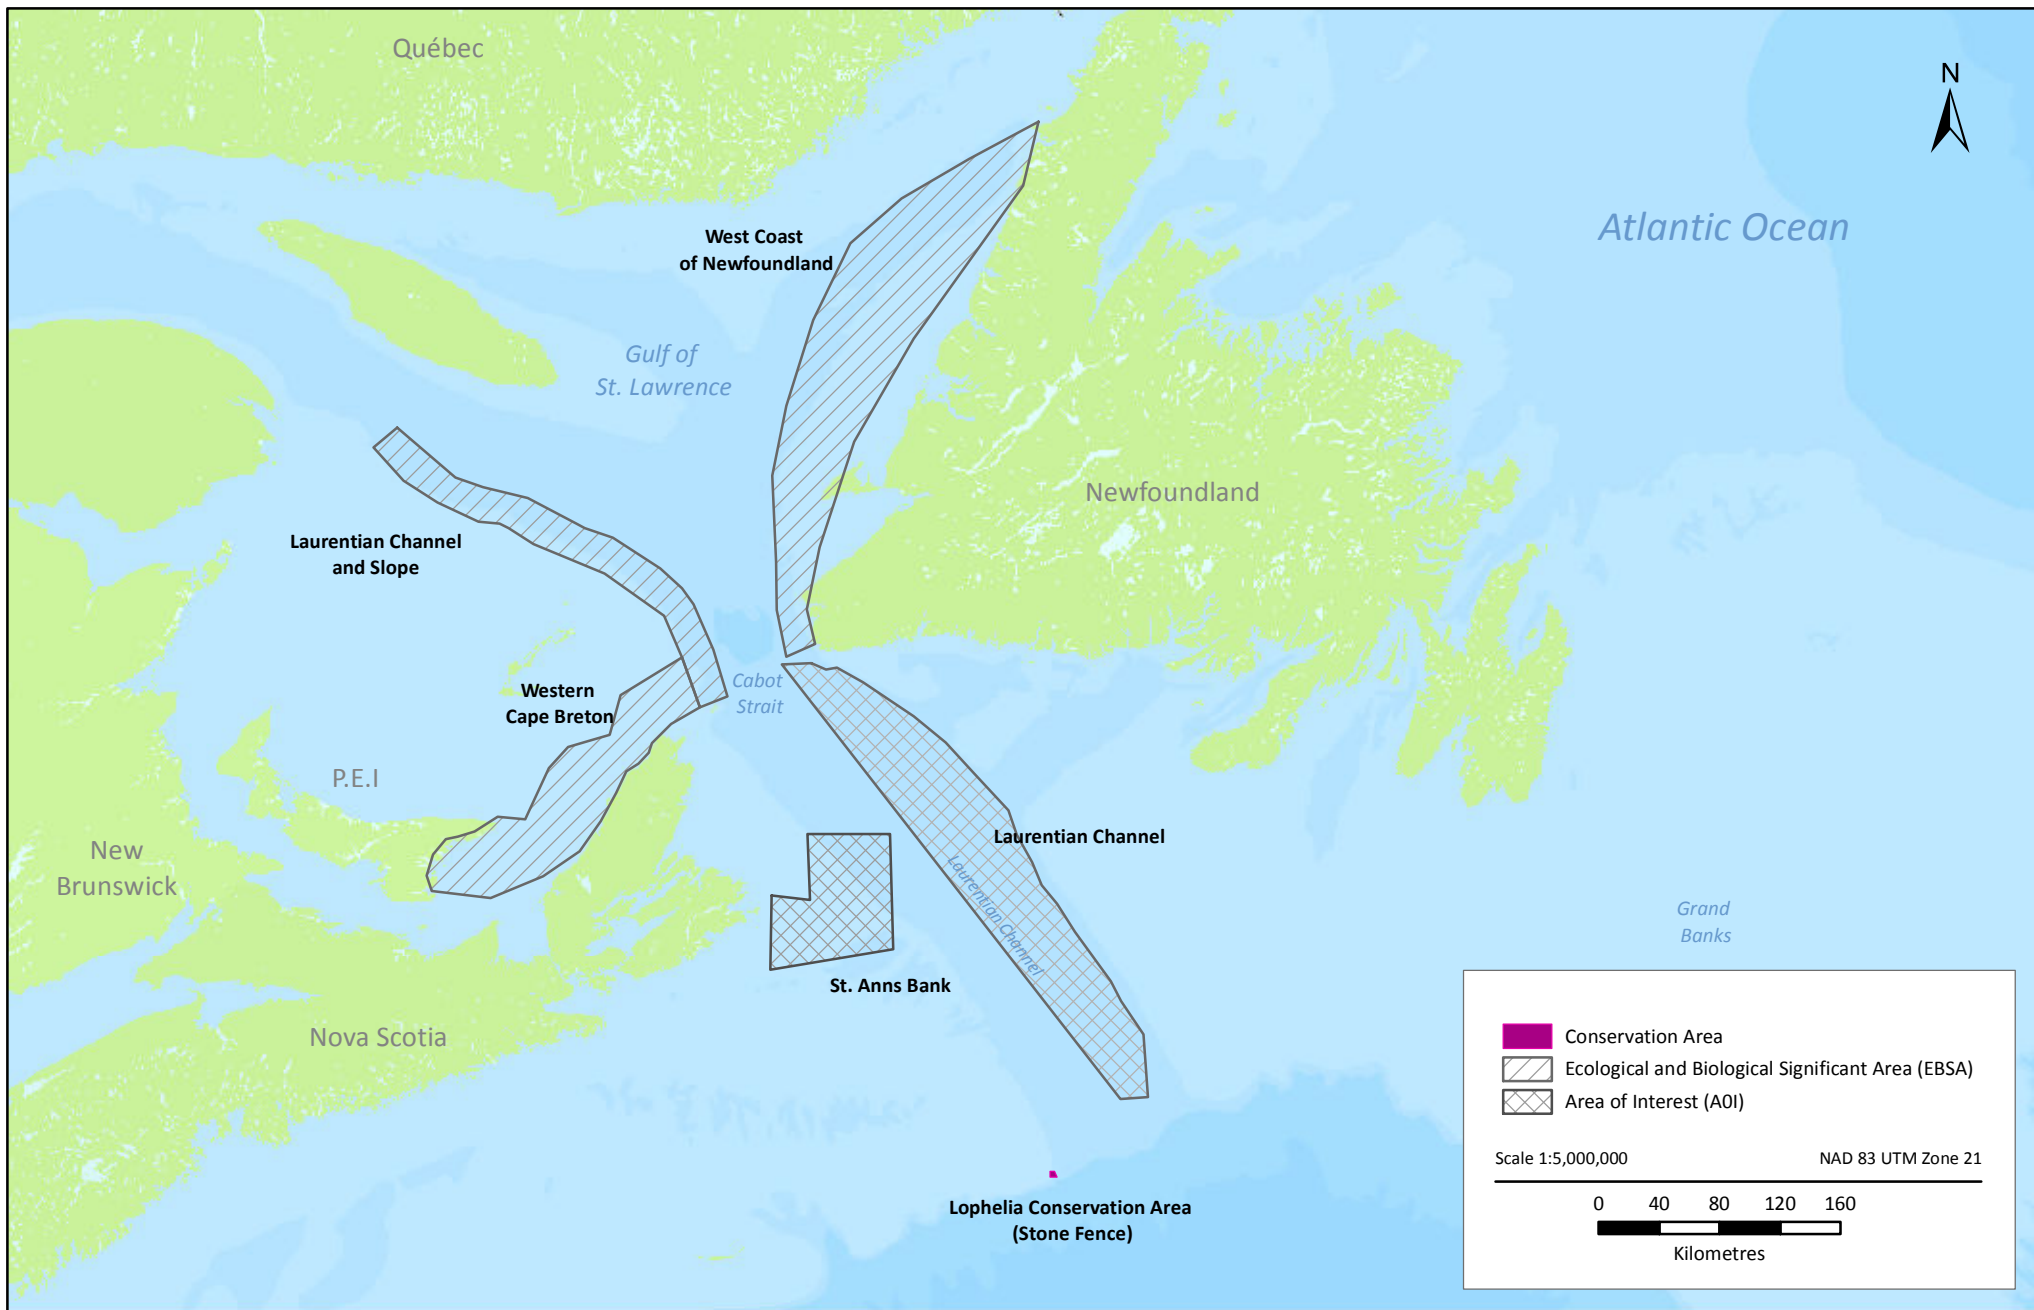 Québec
N
Atlantic Ocean
West Coast
of Newfoundland
Gulf of
St. Lawrence
Newfoundland
Laurentian Channel
and Slope
Cabot
Strait
Western
Cape Breton
P.E.I
New
Brunswick
Laurentian Channel
Laurentian Channel
Grand
Banks
St. Anns Bank
Nova Scotia
Lophelia Conservation Area
(Stone Fence)
Conservation Area
Ecological and Biological Significant Area (EBSA)
Area of Interest (A0I)
Scale 1:5,000,000 NAD 83 UTM Zone 21
0 40 80 120 160
Kilometres